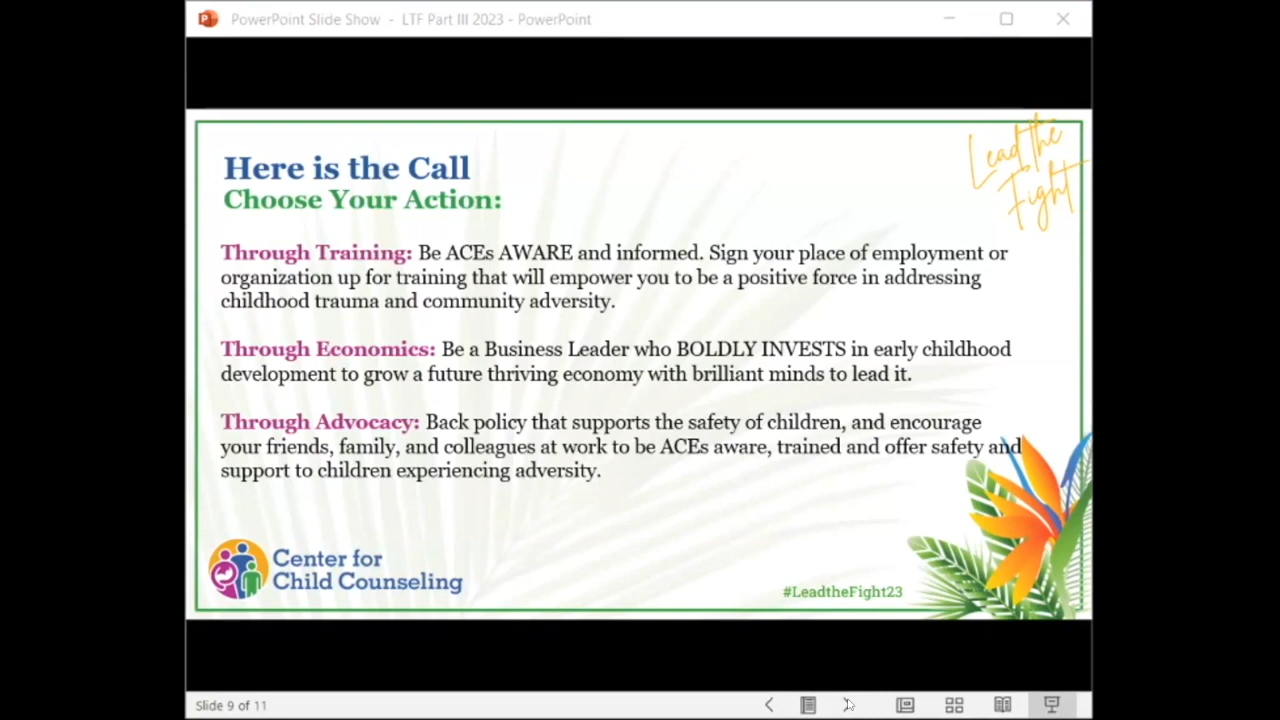 PowerPoint Slide Show - LTF Part III 2023 - PowerPoint
Lead the
Fight
Here is the Call
Choose Your Action:
Through Training: Be ACEs AWARE and informed. Sign your place of employment or
organization up for training that will empower you to be a positive force in addressing
childhood trauma and community adversity.
Through Economics: Be a Business Leader who BOLDLY INVESTS in early childhood
development to grow a future thriving economy with brilliant minds to lead it.
Through Advocacy: Back policy that supports the safety of children, and encourage
your friends, family, and colleagues at work to be ACEs aware, trained and offer safety and
support to children experiencing adversity.
Center for
Child Counseling
#LeadtheFight23
Slide 9 of 11